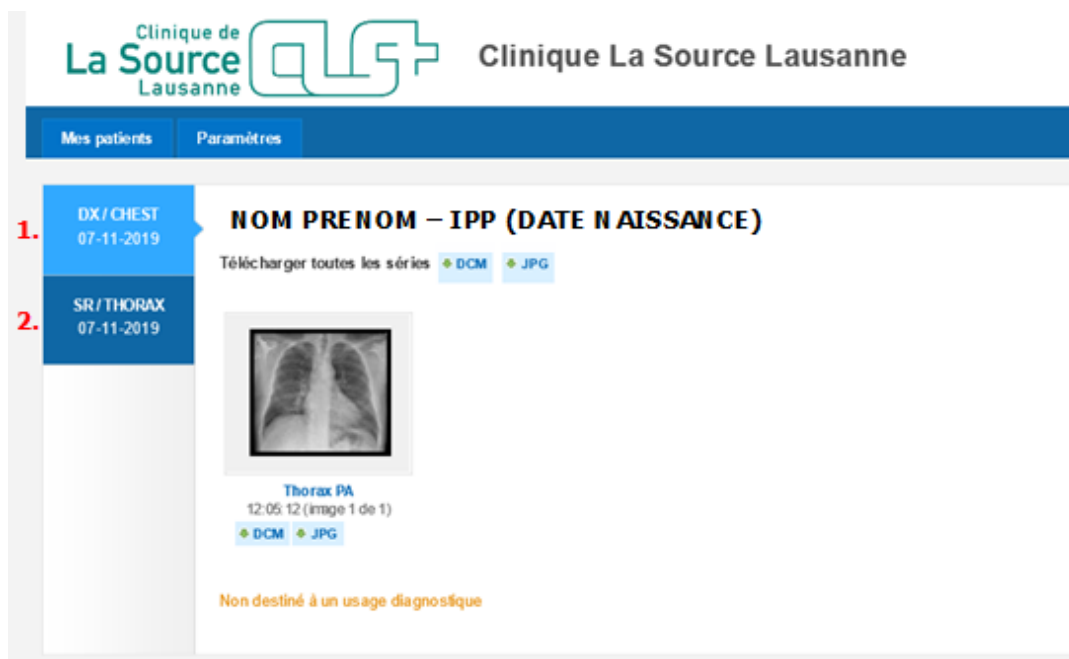 Clinique de
La Source
Lausanne
Clinique La Source Lausanne
Mes patients
Paramètres
1.
DX / CHEST
07-11-2019
2.
SR / THORAX
07-11-2019
NOM PRENOM – IPP (DATE NAISSANCE)
Télécharger toutes les séries DCM JPG
Thorax PA
12:05:12 (image 1 de 1)
DCM JPG
Non destiné à un usage diagnostique